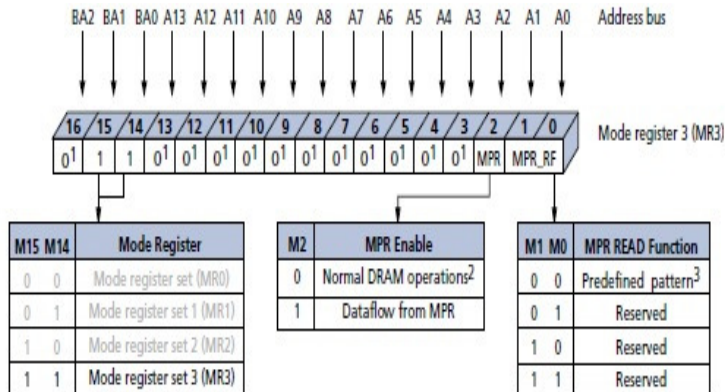 BA2 BA1 BA0 A13 A12 A11 A10 A9 A8 A7 A6 A5 A4 A3 A2 A1 A0 Address bus
16 15 14 13 12 11 10 9 8 7 6 5 4 3 2 1 0 Mode register 3 (MR3)
0¹ 1 1 0¹ 0¹ 0¹ 0¹ 0¹ 0¹ 0¹ 0¹ 0¹ 0¹ 0¹ MPR MPR_RF
M15 M14 Mode Register
0 0 Mode register set (MR0)
0 1 Mode register set 1 (MR1)
1 0 Mode register set 2 (MR2)
1 1 Mode register set 3 (MR3)
M2 MPR Enable
0 Normal DRAM operations²
1 Dataflow from MPR
M1 M0 MPR READ Function
0 0 Predefined pattern³
0 1 Reserved
1 0 Reserved
1 1 Reserved